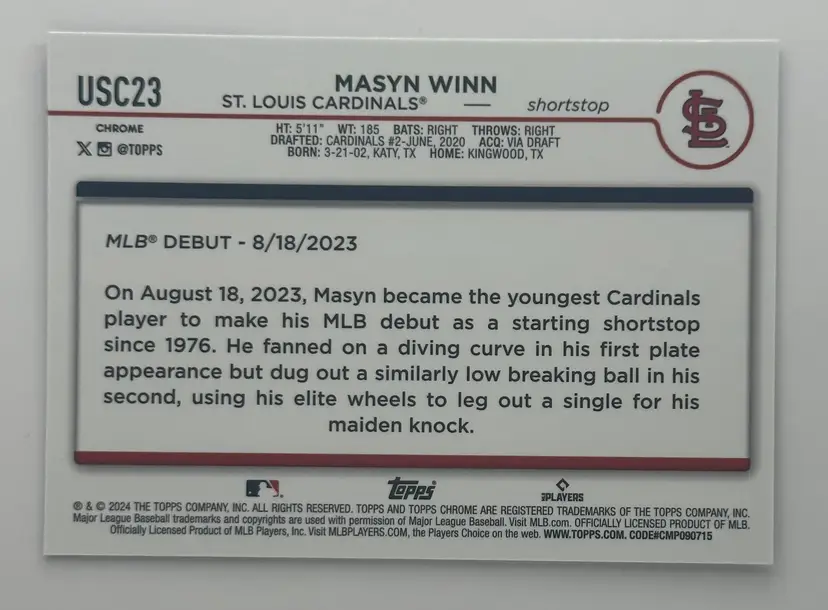 USC23
MASYN WINN
ST. LOUIS CARDINALS® — shortstop
STL
CHROME
X @TOPPS
HT: 5'11" WT: 185 BATS: RIGHT THROWS: RIGHT
DRAFTED: CARDINALS #2-JUNE, 2020 ACQ: VIA DRAFT
BORN: 3-21-02, KATY, TX HOME: KINGWOOD, TX
MLB® DEBUT - 8/18/2023
On August 18, 2023, Masyn became the youngest Cardinals
player to make his MLB debut as a starting shortstop
since 1976. He fanned on a diving curve in his first plate
appearance but dug out a similarly low breaking ball in his
second, using his elite wheels to leg out a single for his
maiden knock.
topps
PLAYERS
® & © 2024 THE TOPPS COMPANY, INC. ALL RIGHTS RESERVED. TOPPS AND TOPPS CHROME ARE REGISTERED TRADEMARKS OF THE TOPPS COMPANY, INC.
Major League Baseball trademarks and copyrights are used with permission of Major League Baseball. Visit MLB.com. OFFICIALLY LICENSED PRODUCT OF MLB.
Officially Licensed Product of MLB Players, Inc. Visit MLBPLAYERS.COM, the Players Choice on the web. WWW.TOPPS.COM. CODE#CMP090715